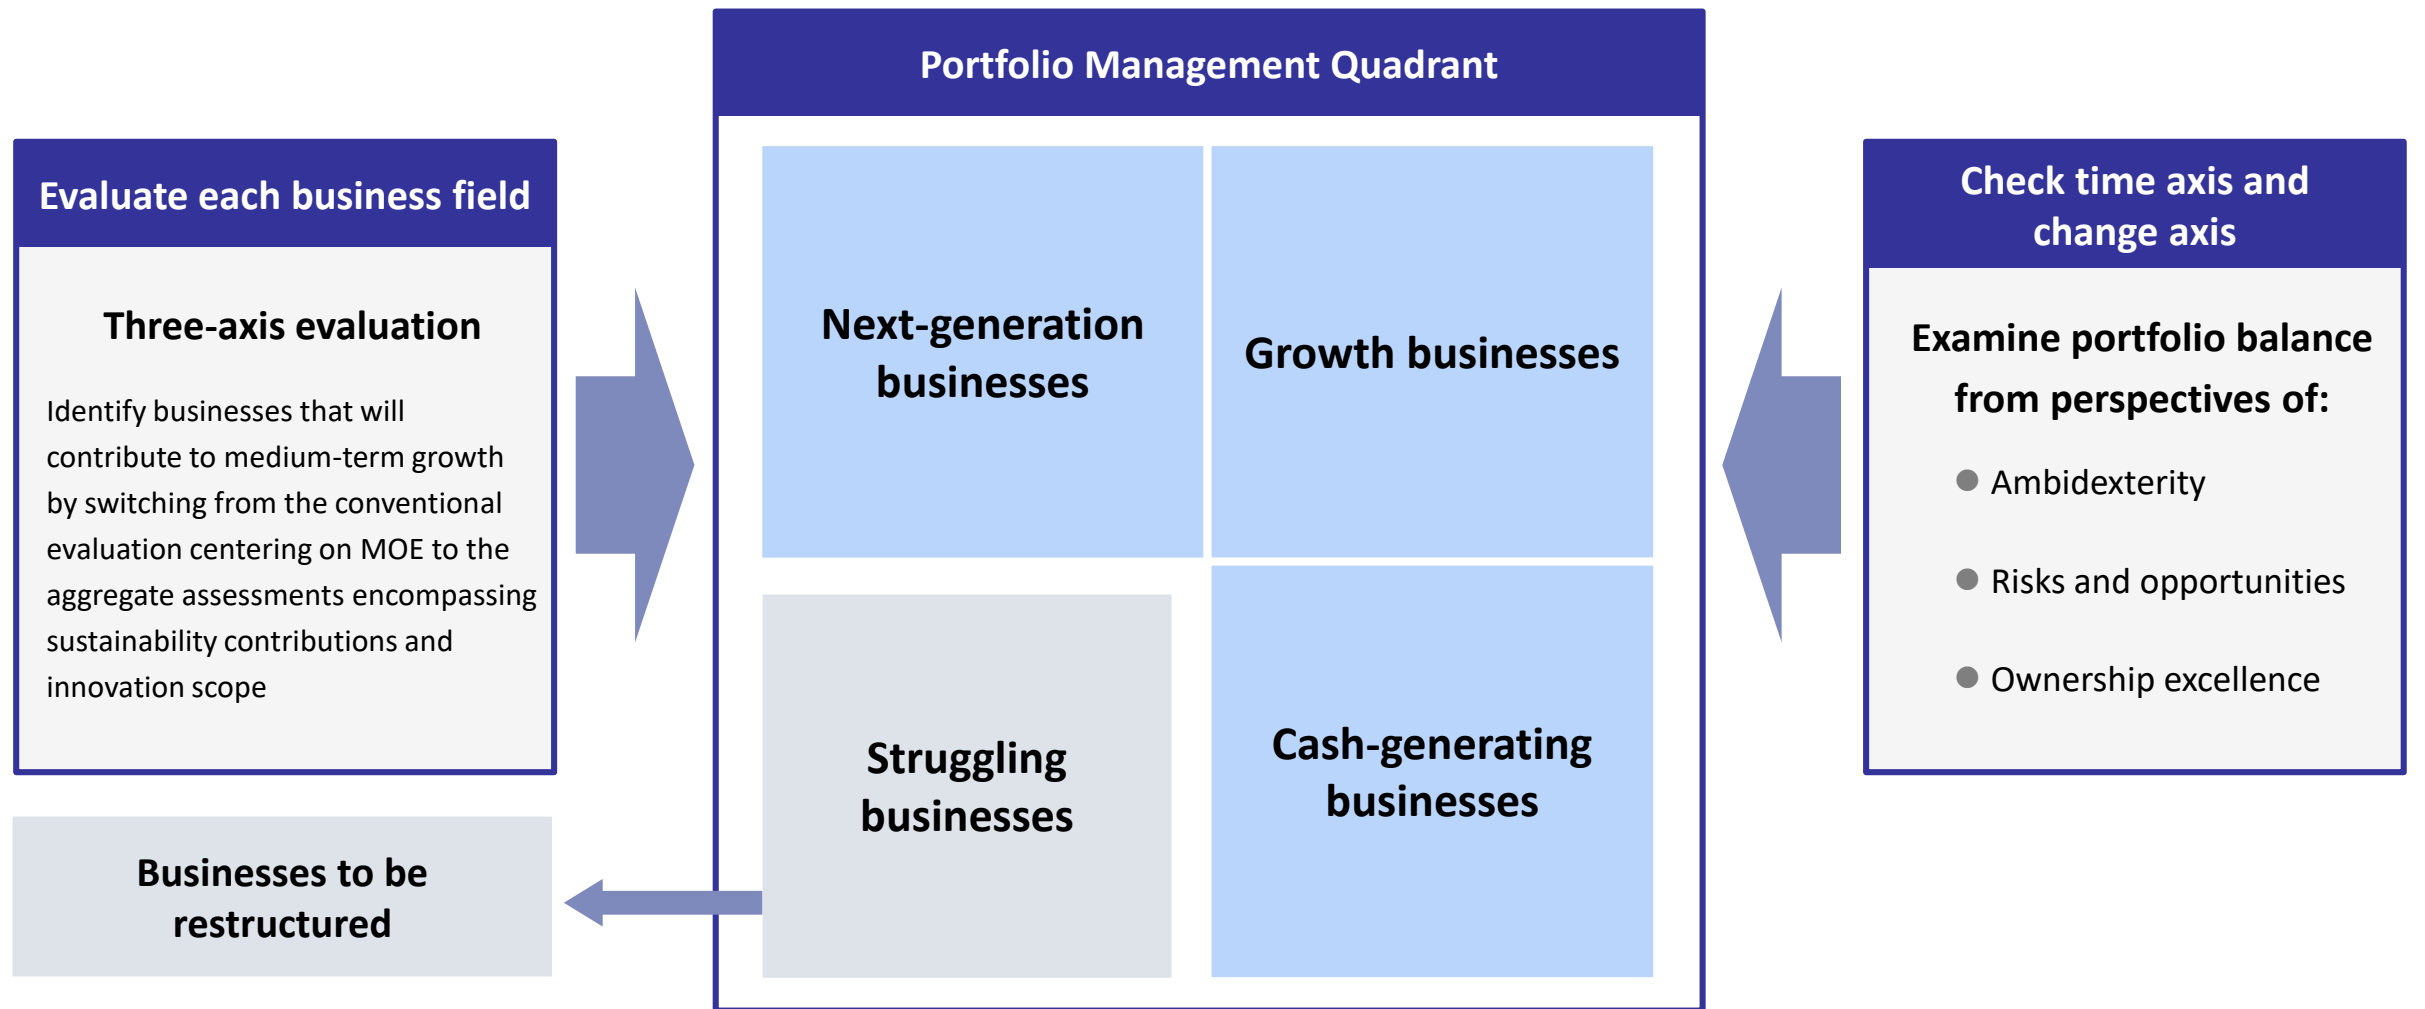 Portfolio Management Quadrant
Evaluate each business field
Three-axis evaluation
Identify businesses that will
contribute to medium-term growth
by switching from the conventional
evaluation centering on MOE to the
aggregate assessments encompassing
sustainability contributions and
innovation scope
Businesses to be
restructured
Next-generation
businesses
Growth businesses
Struggling
businesses
Cash-generating
businesses
Check time axis and
change axis
Examine portfolio balance
from perspectives of:
● Ambidexterity
● Risks and opportunities
● Ownership excellence